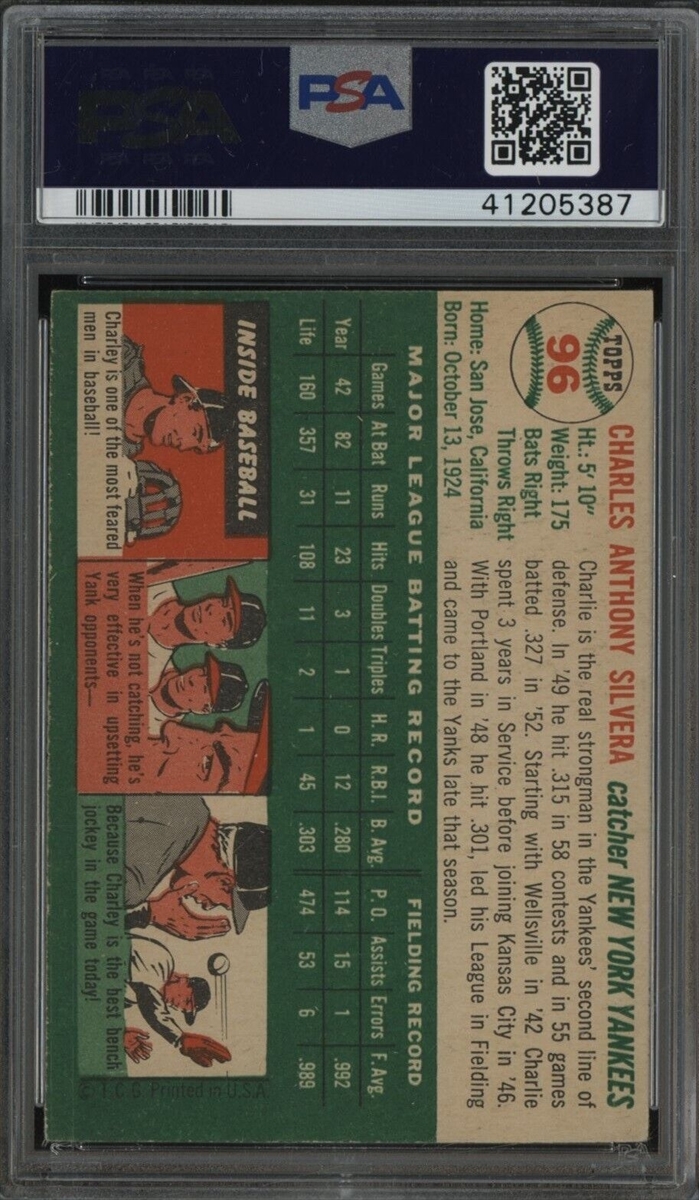 PSA
PSA
41205387
TOPPS
96
CHARLES ANTHONY SILVERA catcher NEW YORK YANKEES
Ht.: 5' 10"
Weight: 175
Bats Right
Throws Right
Home: San Jose, California
Born: October 13, 1924
Charlie is the real strongman in the Yankees' second line of
defense. In '49 he hit .315 in 58 contests and in 55 games
batted .327 in '52. Starting with Wellsville in '42 Charlie
spent 3 years in Service before joining Kansas City in '46.
With Portland in '48 he hit .301, led his League in Fielding
and came to the Yanks late that season.
MAJOR LEAGUE BATTING RECORD FIELDING RECORD
Games At Bat Runs Hits Doubles Triples H. R. R.B.I. B. Avg. P. O. Assists Errors F. Avg.
Year 42 82 11 23 3 1 0 12 .280 114 15 1 .992
Life 160 357 31 108 11 2 1 45 .303 474 53 6 .989
INSIDE BASEBALL
Charley is one of the most feared
men in baseball!
When he's not catching, he's
very effective in upsetting
Yank opponents—
Because Charley is the best bench
jockey in the game today!
© T. C. G. Printed in U.S.A